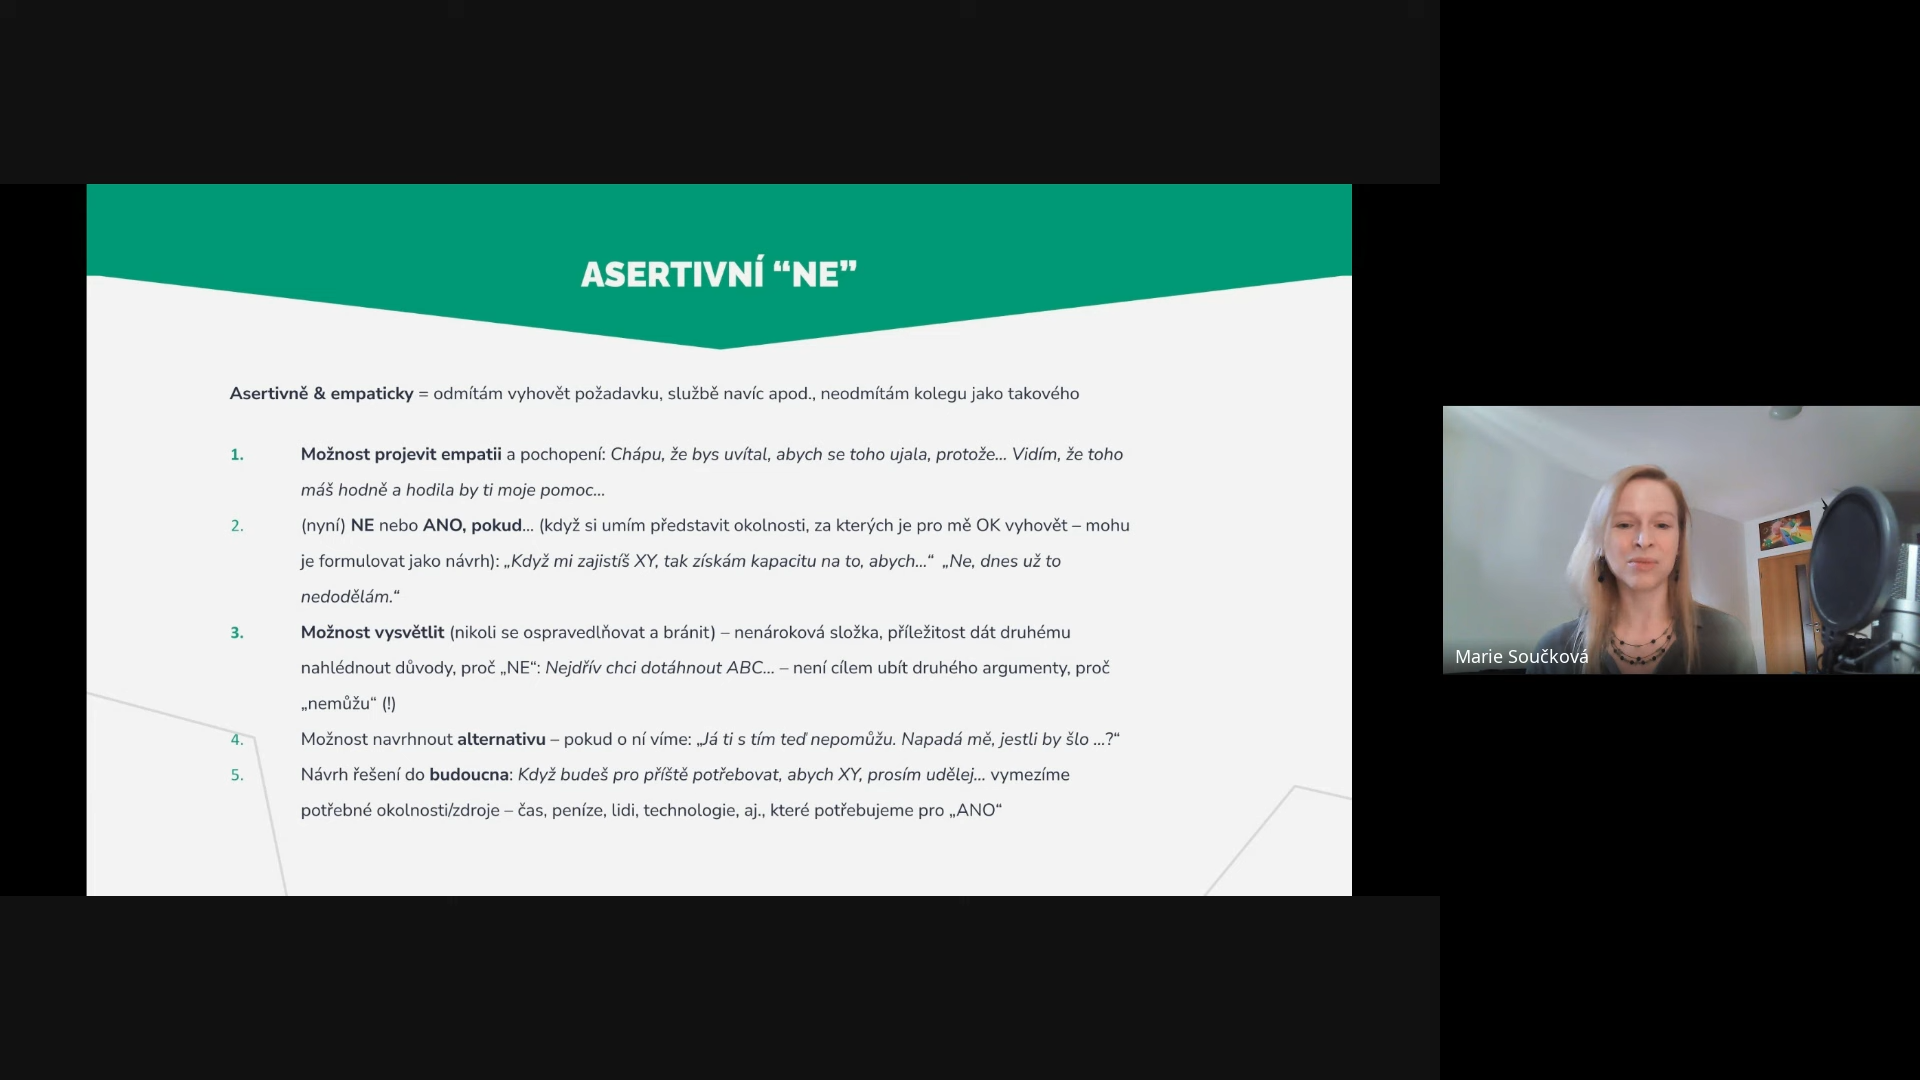 ASERTIVNÍ “NE”
Asertivně & empaticky = odmítám vyhovět požadavku, službě navíc apod., neodmítám kolegu jako takového
1. Možnost projevit empatii a pochopení: Chápu, že bys uvítal, abych se toho ujala, protože... Vidím, že toho
máš hodně a hodila by ti moje pomoc...
2. (nyní) NE nebo ANO, pokud... (když si umím představit okolnosti, za kterých je pro mě OK vyhovět – mohu
je formulovat jako návrh): „Když mi zajistíš XY, tak získám kapacitu na to, abych...“ „Ne, dnes už to
nedodělám.“
3. Možnost vysvětlit (nikoli se ospravedlňovat a bránit) – nenároková složka, příležitost dát druhému
nahlédnout důvody, proč „NE“: Nejdřív chci dotáhnout ABC... – není cílem ubít druhého argumenty, proč
„nemůžu“ (!)
4. Možnost navrhnout alternativu – pokud o ní víme: „Já ti s tím teď nepomůžu. Napadá mě, jestli by šlo ...?“
5. Návrh řešení do budoucna: Když budeš pro příště potřebovat, abych XY, prosím udělej... vymezíme
potřebné okolnosti/zdroje – čas, peníze, lidi, technologie, aj., které potřebujeme pro „ANO“
Marie Součková